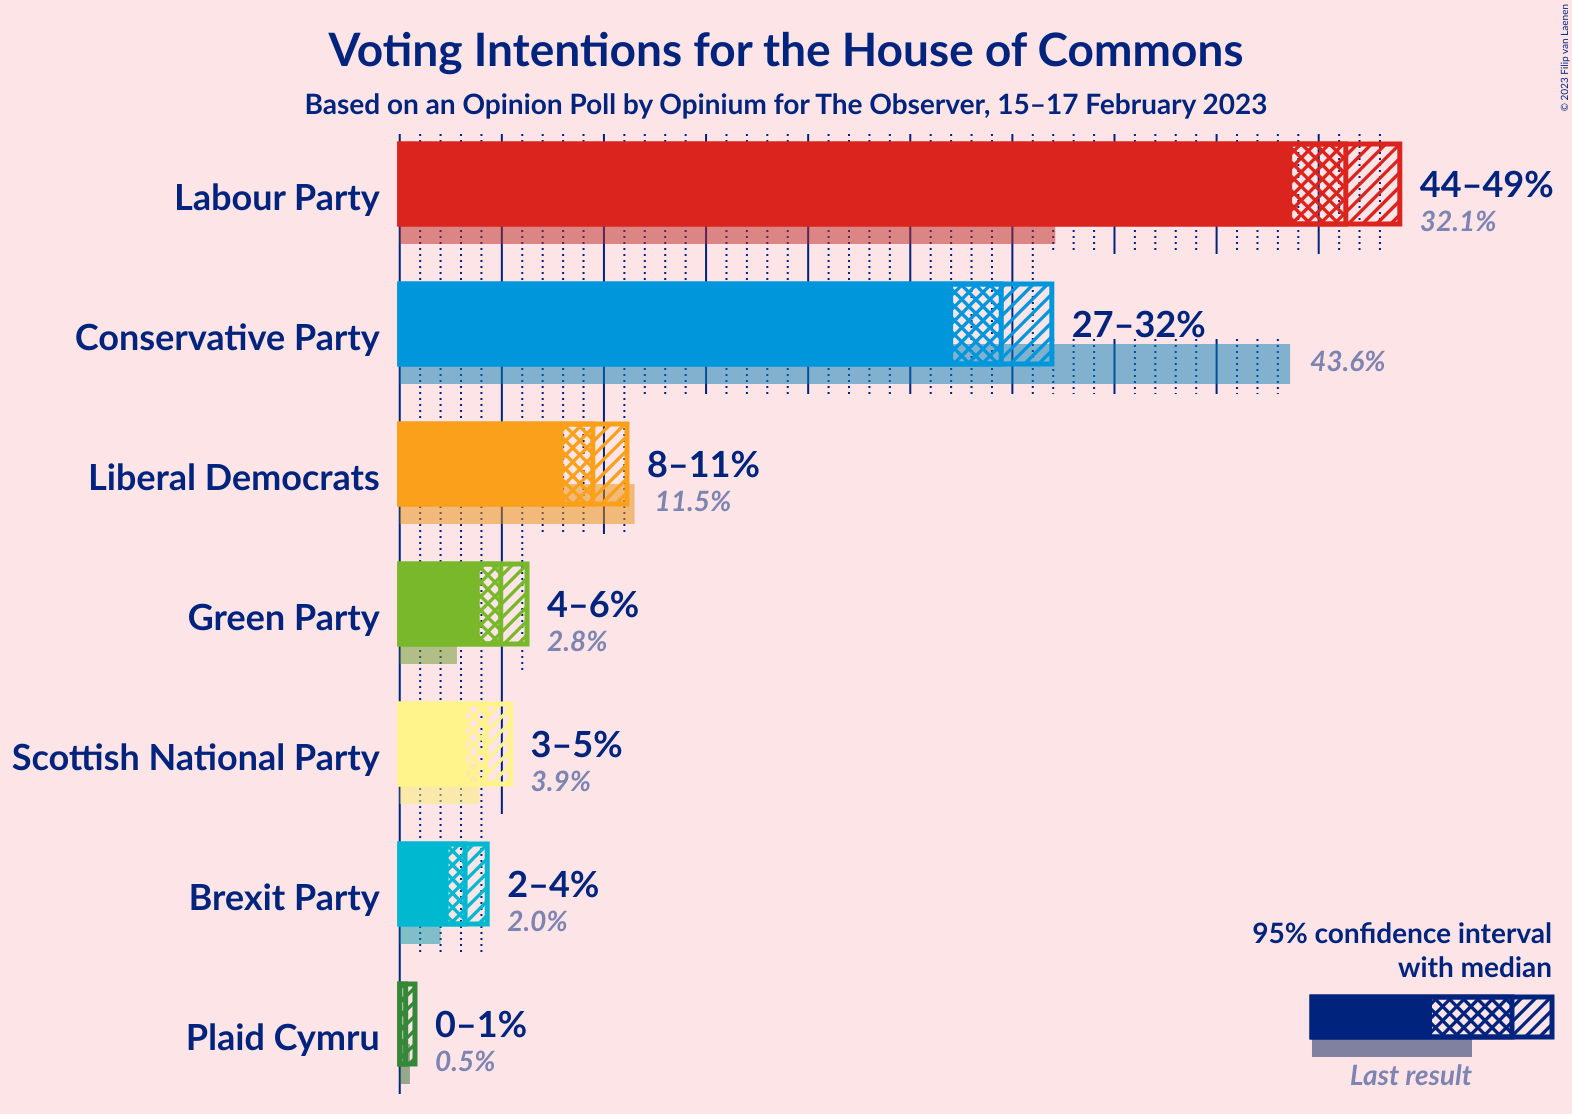 Voting Intentions for the House of Commons
Based on an Opinion Poll by Opinium for The Observer, 15–17 February 2023
© 2023 Filip van Laenen
Labour Party
44–49%
32.1%
Conservative Party
27–32%
43.6%
Liberal Democrats
8–11%
11.5%
Green Party
4–6%
2.8%
Scottish National Party
3–5%
3.9%
Brexit Party
2–4%
2.0%
Plaid Cymru
0–1%
0.5%
95% confidence interval
with median
Last result